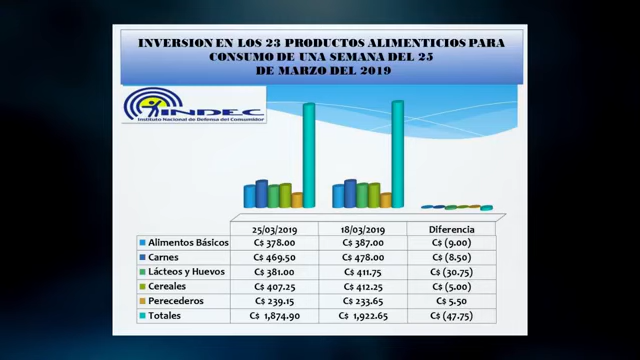 INVERSION EN LOS 23 PRODUCTOS ALIMENTICIOS PARA
CONSUMO DE UNA SEMANA DEL 25
DE MARZO DEL 2019
INDEC
Instituto Nacional de Defensa del Consumidor
25/03/2019 18/03/2019 Diferencia
Alimentos Básicos C$ 378.00 C$ 387.00 C$ (9.00)
Carnes C$ 469.50 C$ 478.00 C$ (8.50)
Lácteos y Huevos C$ 381.00 C$ 411.75 C$ (30.75)
Cereales C$ 407.25 C$ 412.25 C$ (5.00)
Perecederos C$ 239.15 C$ 233.65 C$ 5.50
Totales C$ 1,874.90 C$ 1,922.65 C$ (47.75)